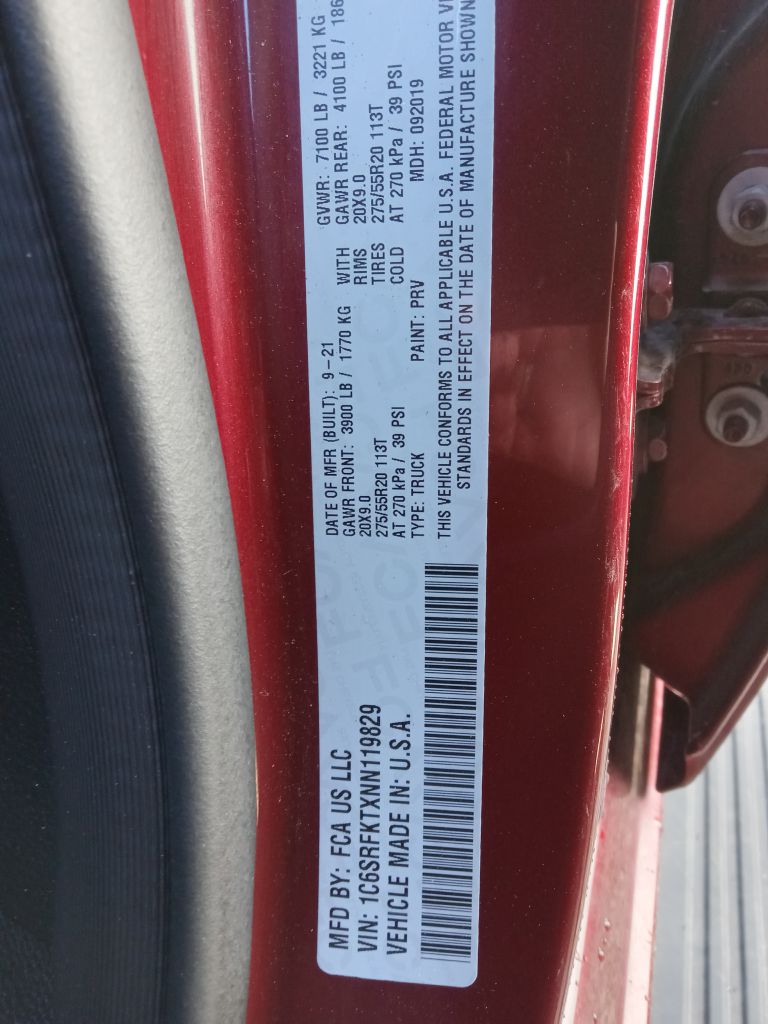 MFD BY: FCA US LLC
VIN: 1C6SRFKTXNN119829
VEHICLE MADE IN: U.S.A.
DATE OF MFR (BUILT): 9-21
GVWR: 7100 LB / 3221 KG
GAWR FRONT: 3900 LB / 1770 KG WITH GAWR REAR: 4100 LB /
20X9.0 RIMS 20X9.0
275/55R20 113T TIRES 275/55R20 113T
AT 270 kPa / 39 PSI COLD AT 270 kPa / 39 PSI
TYPE: TRUCK PAINT: PRV MDH: 092019
THIS VEHICLE CONFORMS TO ALL APPLICABLE U.S.A. FEDERAL MOTOR
STANDARDS IN EFFECT ON THE DATE OF MANUFACTURE SHOWN